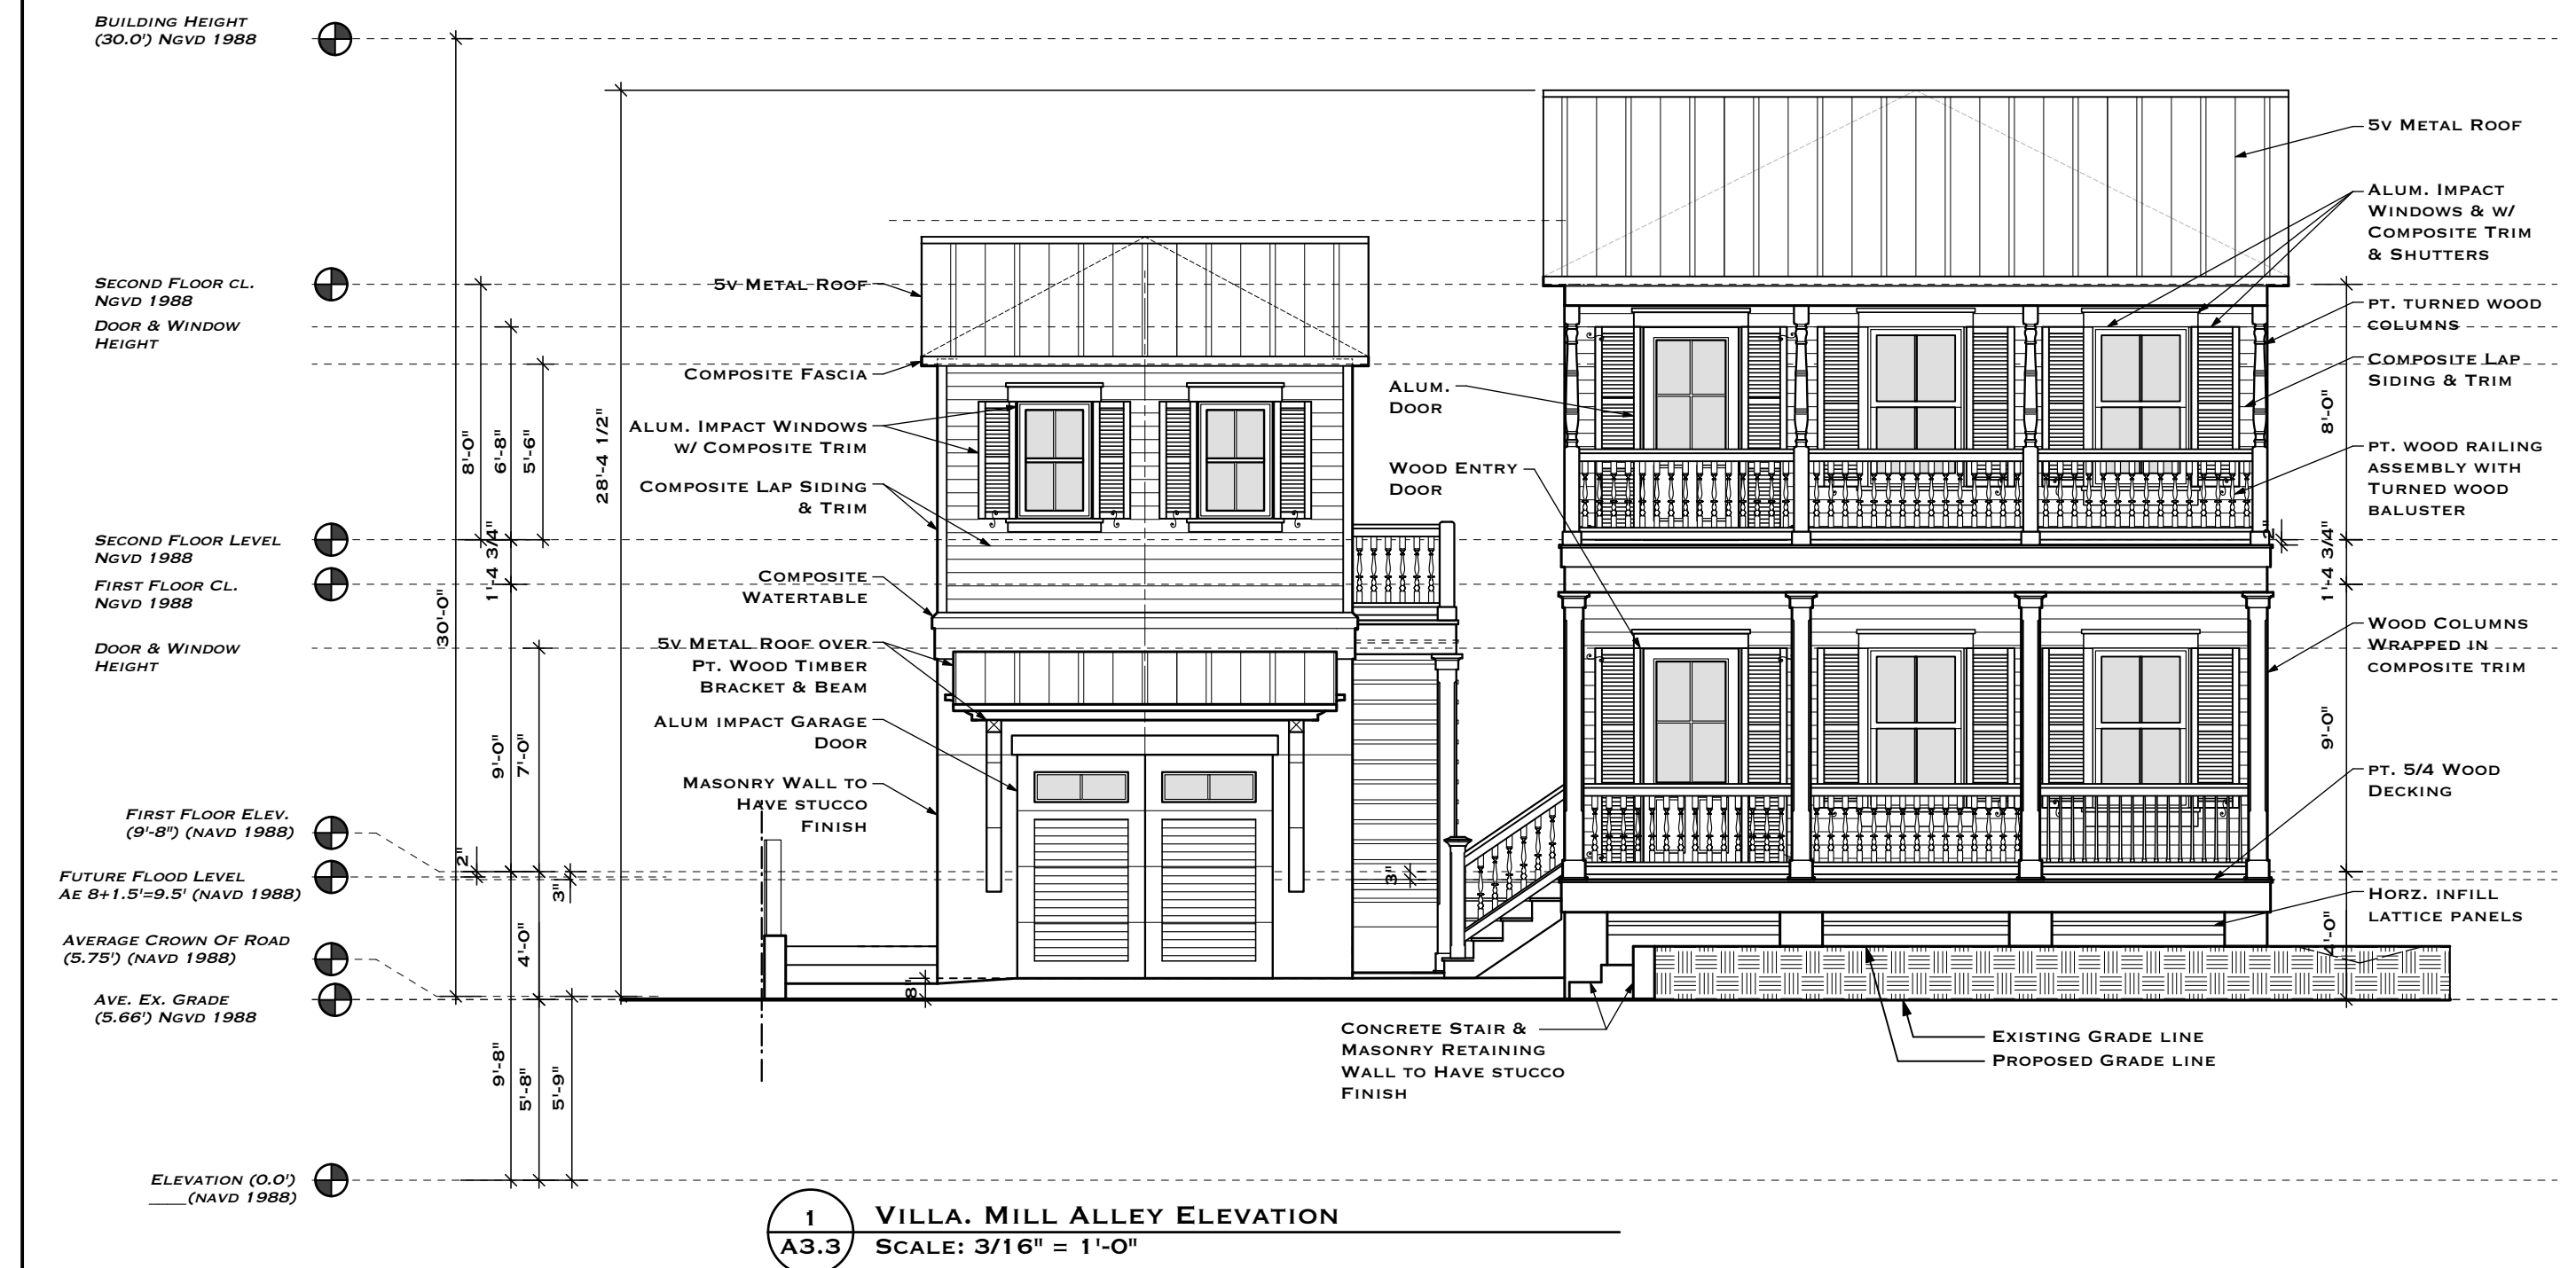 Building Height
(30.0') Ngvd 1988
Second Floor cl.
Ngvd 1988
Door & Window
Height
Second Floor Level
Ngvd 1988
First Floor Cl.
Ngvd 1988
Door & Window
Height
First Floor Elev.
(9'-8") (navd 1988)
Future Flood Level
Ae 8+1.5'=9.5' (navd 1988)
Average Crown Of Road
(5.75') (navd 1988)
Ave. Ex. Grade
(5.66') Ngvd 1988
Elevation (0.0')
____(navd 1988)
30'-0"
8'-0"
6'-8"
5'-6"
1'-4 3/4"
9'-0"
7'-0"
2"
3"
4'-0"
9'-8"
5'-8"
5'-9"
28'-4 1/2"
5v Metal Roof
Composite Fascia
Alum. Impact Windows
w/ Composite Trim
Composite Lap Siding
& Trim
Composite
Watertable
5v Metal Roof over
Pt. Wood Timber
Bracket & Beam
Alum impact Garage
Door
Masonry Wall to
Have stucco
Finish
8"
3"
Alum.
Door
Wood Entry
Door
Concrete Stair &
Masonry Retaining
Wall to Have stucco
Finish
5v Metal Roof
Alum. Impact
Windows & w/
Composite Trim
& Shutters
pt. turned wood
columns
Composite Lap
Siding & Trim
pt. wood railing
assembly with
Turned wood
baluster
Wood Columns
Wrapped in
composite trim
pt. 5/4 Wood
Decking
Horz. infill
lattice panels
8'-0"
2"
1'-4 3/4"
9'-0"
4'-0"
Existing Grade line
Proposed Grade line
1
A3.3
Villa. Mill Alley Elevation
Scale: 3/16" = 1'-0"